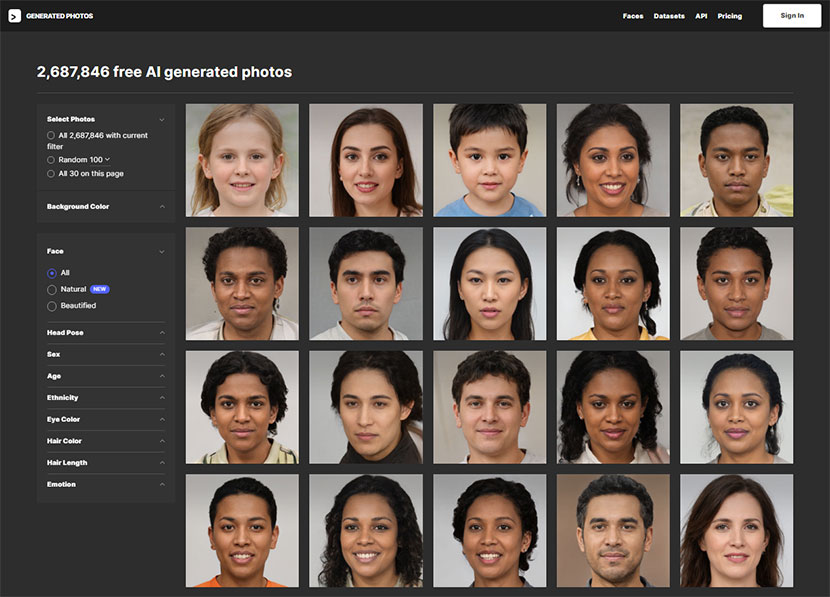 GENERATED PHOTOS
Faces Datasets API Pricing Sign In
2,687,846 free AI generated photos
Select Photos
All 2,687,846 with current
filter
Random 100
All 30 on this page
Background Color
Face
All
Natural NEW
Beautified
Head Pose
Sex
Age
Ethnicity
Eye Color
Hair Color
Hair Length
Emotion